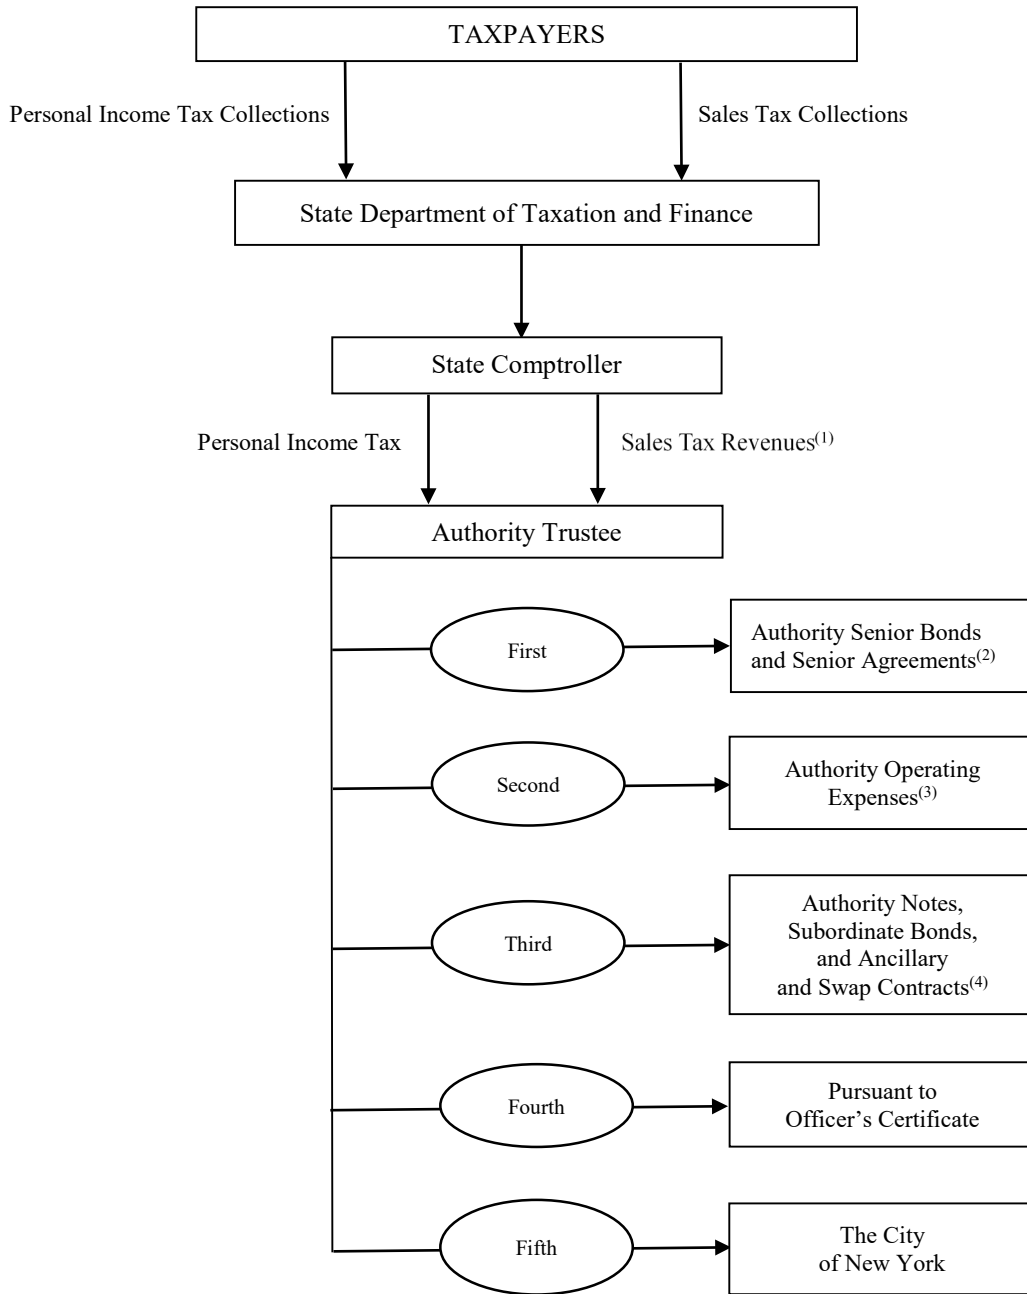 TAXPAYERS
Personal Income Tax Collections
Sales Tax Collections
State Department of Taxation and Finance
State Comptroller
Personal Income Tax
Sales Tax Revenues(1)
Authority Trustee
First
Authority Senior Bonds
and Senior Agreements(2)
Second
Authority Operating
Expenses(3)
Third
Authority Notes,
Subordinate Bonds,
and Ancillary
and Swap Contracts(4)
Fourth
Pursuant to
Officer’s Certificate
Fifth
The City
of New York